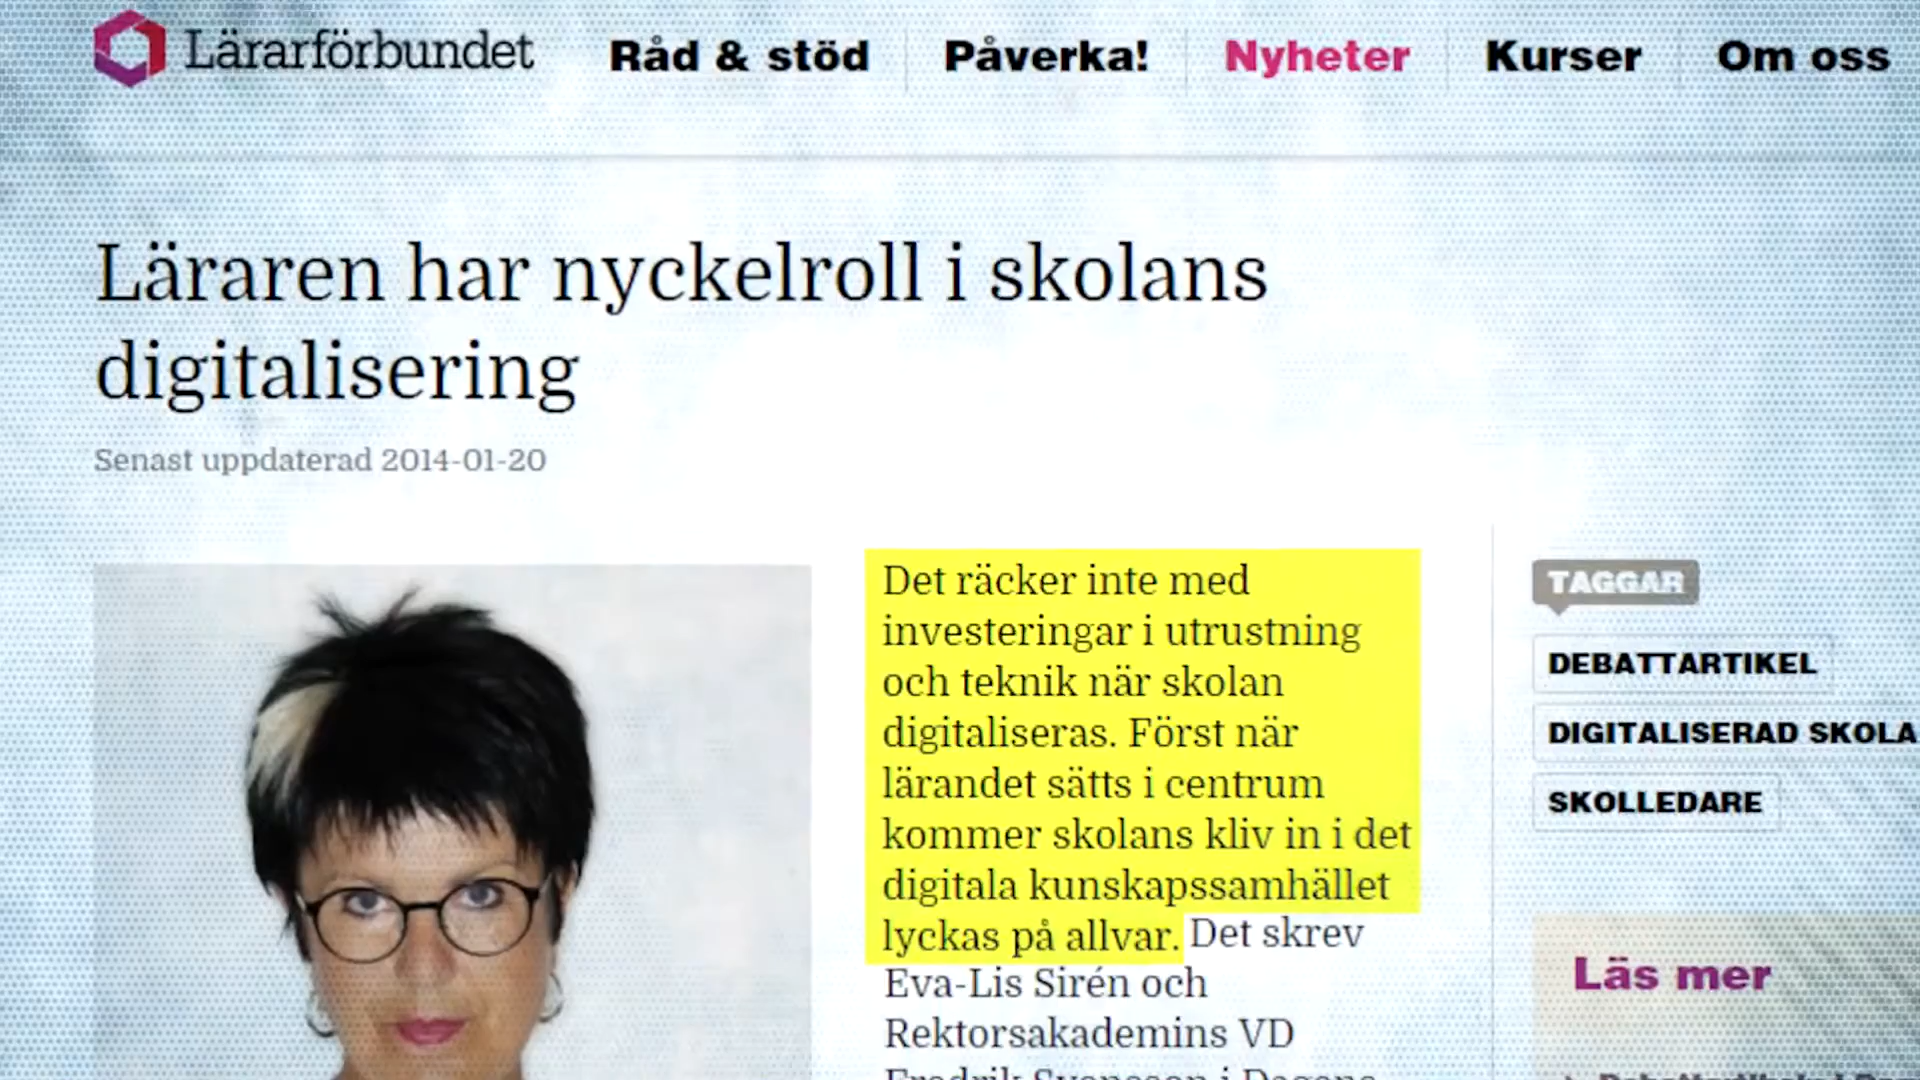 Lärarförbundet
Råd & stöd
Påverka!
Nyheter
Kurser
Om oss
Läraren har nyckelroll i skolans
digitalisering
Senast uppdaterad 2014-01-20
Det räcker inte med
investeringar i utrustning
och teknik när skolan
digitaliseras. Först när
lärandet sätts i centrum
kommer skolans kliv in i det
digitala kunskapssamhället
lyckas på allvar. Det skrev
Eva-Lis Sirén och
Rektorsakademins VD
TAGGAR
DEBATTARTIKEL
DIGITALISERAD SKOLA
SKOLLEDARE
Läs mer